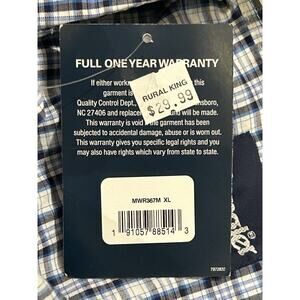 FULL ONE YEAR WARRANTY
If either workm this
garment is
Quality Control Dept., nsboro,
NC 27406 and replacem and will be made.
This warranty is void if the garment has been
subjected to accidental damage, abuse or is worn out.
This warranty gives you specific legal rights and you
may also have rights which vary from state to state.
RURAL KING
$29.99
MWR367M XL
1 91057 88514 3